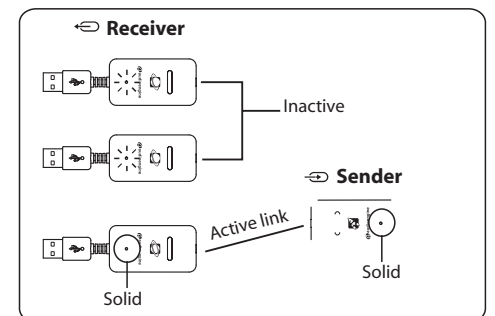 Receiver
Inactive
Sender
Active link
Solid
Solid